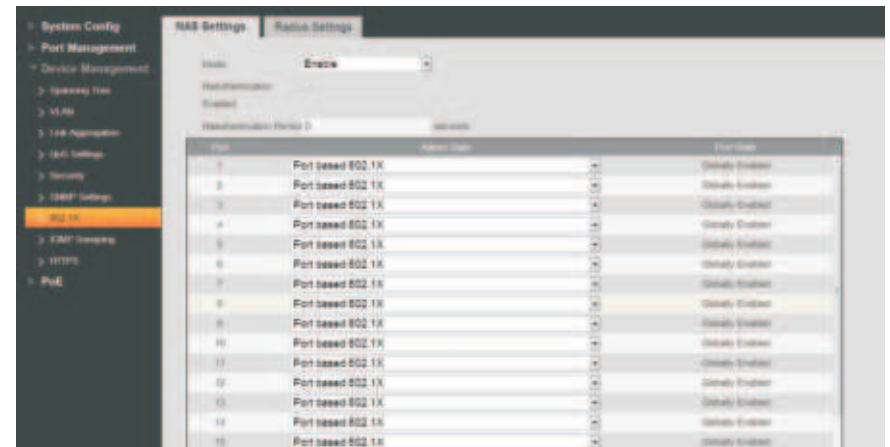 System Config
NAS Settings
Radius Settings
Port Management
Device Management
Mode
Enable
Spanning Tree
Reauthentication
Enabled
VLAN
Reauthentication Period 0 seconds
Link Aggregation
Port Admin State Port State
QoS Settings
1 Port based 802.1X Globally Enabled
Security
2 Port based 802.1X Globally Enabled
SNMP Settings
3 Port based 802.1X Globally Enabled
802.1X
4 Port based 802.1X Globally Enabled
IGMP Snooping
5 Port based 802.1X Globally Enabled
HTTPS
6 Port based 802.1X Globally Enabled
PoE
7 Port based 802.1X Globally Enabled
8 Port based 802.1X Globally Enabled
9 Port based 802.1X Globally Enabled
10 Port based 802.1X Globally Enabled
11 Port based 802.1X Globally Enabled
12 Port based 802.1X Globally Enabled
13 Port based 802.1X Globally Enabled
14 Port based 802.1X Globally Enabled
15 Port based 802.1X Globally Enabled